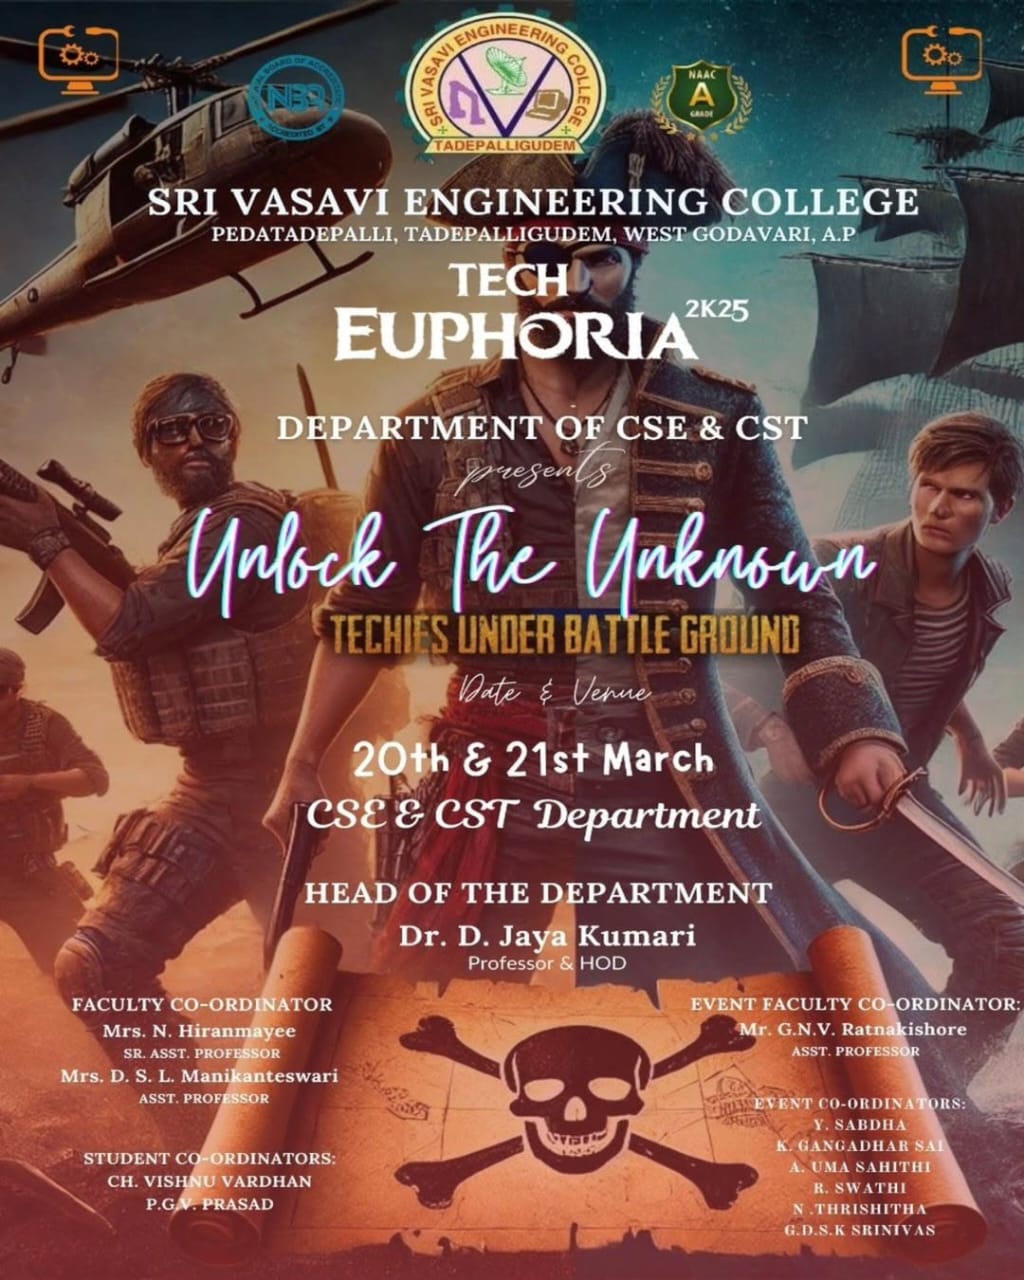 SRI VASAVI ENGINEERING COLLEGE
TADEPALLIGUDEM
NBA
ACCREDITED BY
NAAC
A
GRADE
SRI VASAVI ENGINEERING COLLEGE
PEDATADEPALLI, TADEPALLIGUDEM, WEST GODAVARI, A.P
TECH
EUPHORIA 2K25
DEPARTMENT OF CSE & CST
presents
Unlock The Unknown
TECHIES UNDER BATTLE GROUND
Date & Venue
20th & 21st March
CSE & CST Department
HEAD OF THE DEPARTMENT
Dr. D. Jaya Kumari
Professor & HOD
FACULTY CO-ORDINATOR
Mrs. N. Hiranmayee
SR. ASST. PROFESSOR
Mrs. D. S. L. Manikanteswari
ASST. PROFESSOR
STUDENT CO-ORDINATORS:
CH. VISHNU VARDHAN
P.G.V. PRASAD
EVENT FACULTY CO-ORDINATOR:
Mr. G.N.V. Ratnakishore
ASST. PROFESSOR
EVENT CO-ORDINATORS:
Y. SABDHA
K. GANGADHAR SAI
A. UMA SAHITHI
R. SWATHI
N .THRISHITHA
G.D.S.K SRINIVAS